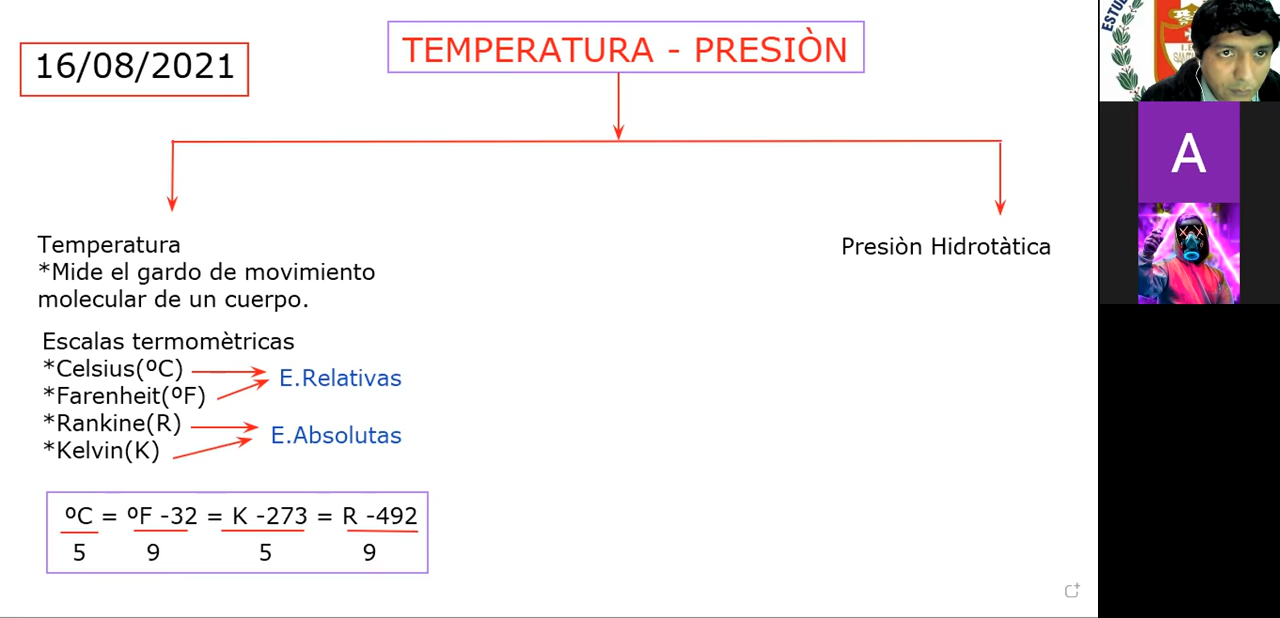 16/08/2021
TEMPERATURA - PRESIÒN
Temperatura
*Mide el gardo de movimiento
molecular de un cuerpo.
Escalas termomètricas
*Celsius(ºC)
*Farenheit(ºF)
E.Relativas
*Rankine(R)
*Kelvin(K)
E.Absolutas
ºC = ºF -32 = K -273 = R -492
5 9 5 9
Presiòn Hidrotàtica
ESTU
A